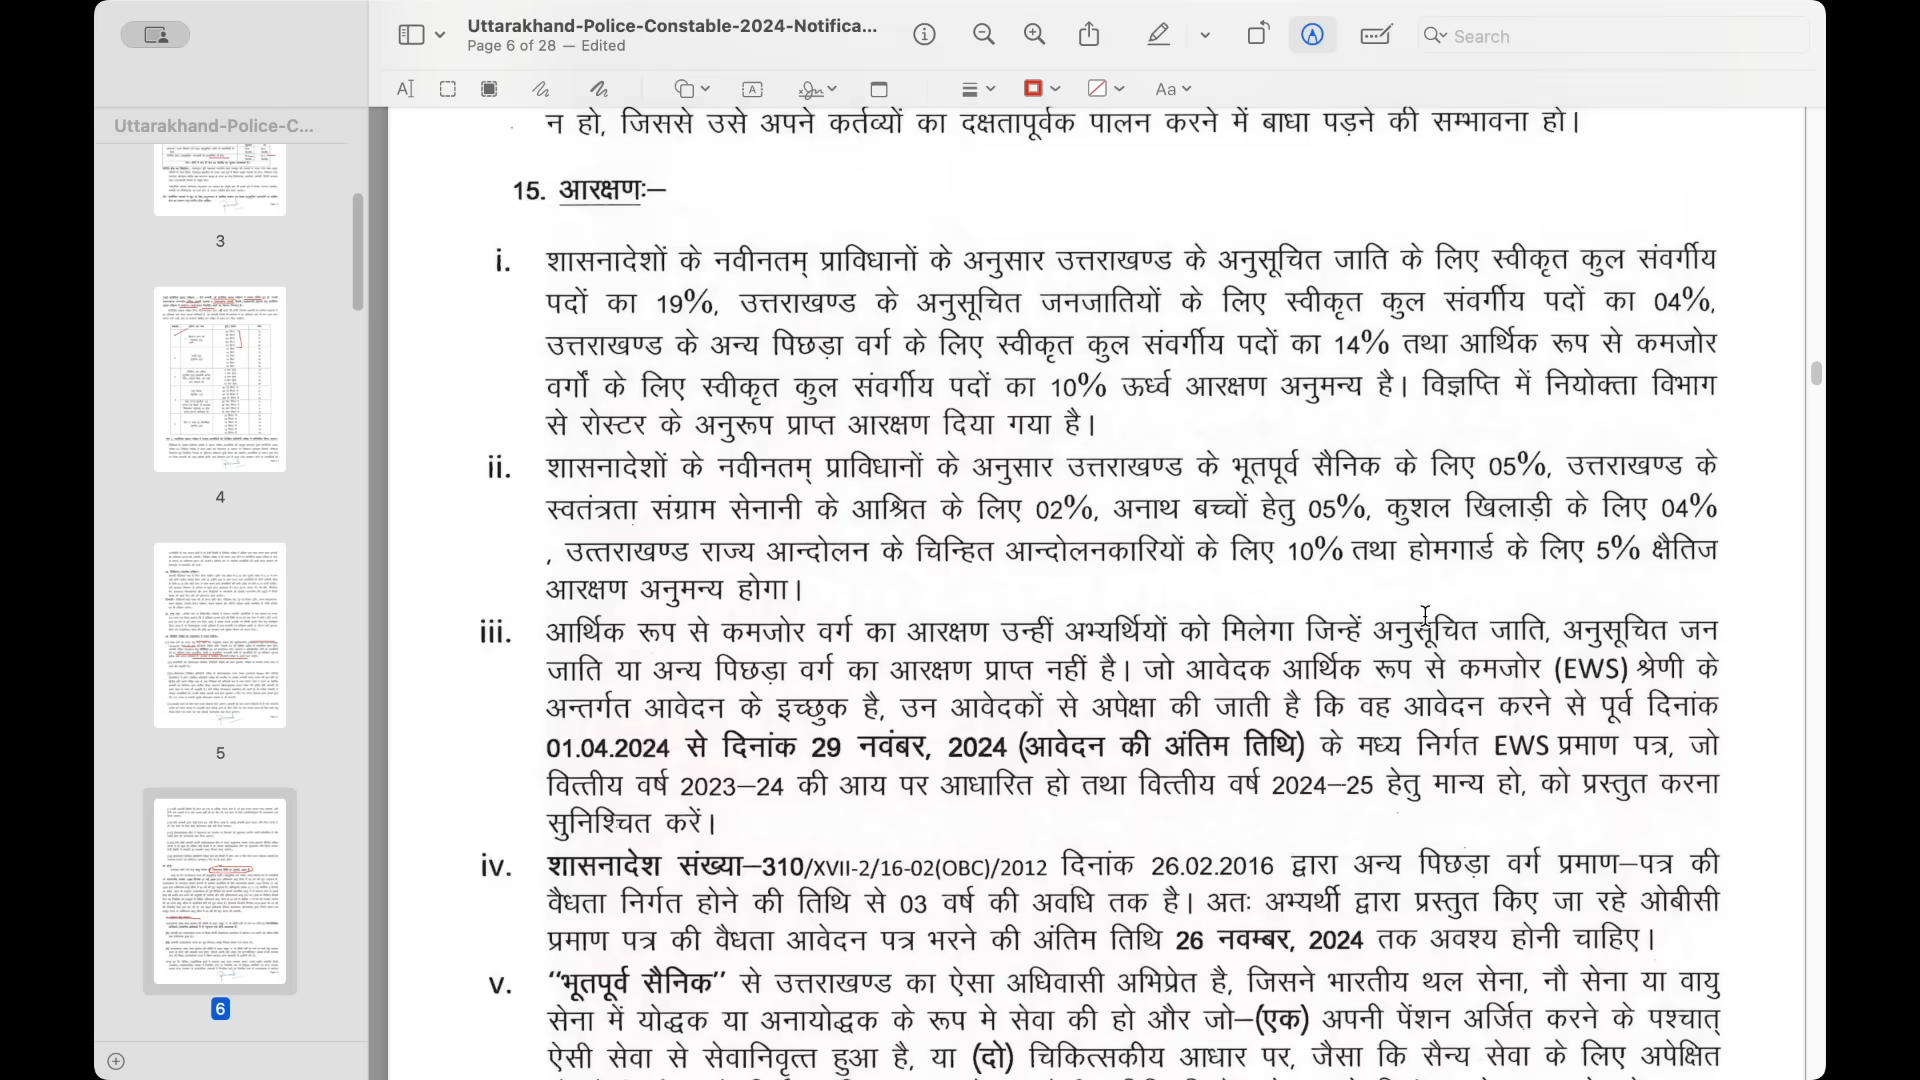 Uttarakhand-Police-Constable-2024-Notifica...
Page 6 of 28 — Edited
Search
Uttarakhand-Police-C...
3
4
5
6
न हो, जिससे उसे अपने कर्तव्यों का दक्षतापूर्वक पालन करने में बाधा पड़ने की सम्भावना हो।
15. आरक्षणः—
i. शासनादेशों के नवीनतम् प्राविधानों के अनुसार उत्तराखण्ड के अनुसूचित जाति के लिए स्वीकृत कुल संवर्गीय
पदों का 19%, उत्तराखण्ड के अनुसूचित जनजातियों के लिए स्वीकृत कुल संवर्गीय पदों का 04%,
उत्तराखण्ड के अन्य पिछड़ा वर्ग के लिए स्वीकृत कुल संवर्गीय पदों का 14% तथा आर्थिक रूप से कमजोर
वर्गों के लिए स्वीकृत कुल संवर्गीय पदों का 10% ऊर्ध्व आरक्षण अनुमन्य है। विज्ञप्ति में नियोक्ता विभाग
से रोस्टर के अनुरूप प्राप्त आरक्षण दिया गया है।
ii. शासनादेशों के नवीनतम् प्राविधानों के अनुसार उत्तराखण्ड के भूतपूर्व सैनिक के लिए 05%, उत्तराखण्ड के
स्वतंत्रता संग्राम सेनानी के आश्रित के लिए 02%, अनाथ बच्चों हेतु 05%, कुशल खिलाड़ी के लिए 04%
, उत्तराखण्ड राज्य आन्दोलन के चिन्हित आन्दोलनकारियों के लिए 10% तथा होमगार्ड के लिए 5% क्षैतिज
आरक्षण अनुमन्य होगा।
iii. आर्थिक रूप से कमजोर वर्ग का आरक्षण उन्हीं अभ्यर्थियों को मिलेगा जिन्हें अनुसूचित जाति, अनुसूचित जन
जाति या अन्य पिछड़ा वर्ग का आरक्षण प्राप्त नहीं है। जो आवेदक आर्थिक रूप से कमजोर (EWS) श्रेणी के
अन्तर्गत आवेदन के इच्छुक है, उन आवेदकों से अपेक्षा की जाती है कि वह आवेदन करने से पूर्व दिनांक
01.04.2024 से दिनांक 29 नवंबर, 2024 (आवेदन की अंतिम तिथि) के मध्य निर्गत EWS प्रमाण पत्र, जो
वित्तीय वर्ष 2023—24 की आय पर आधारित हो तथा वित्तीय वर्ष 2024—25 हेतु मान्य हो, को प्रस्तुत करना
सुनिश्चित करें।
iv. शासनादेश संख्या—310/XVII-2/16-02(OBC)/2012 दिनांक 26.02.2016 द्वारा अन्य पिछड़ा वर्ग प्रमाण—पत्र की
वैधता निर्गत होने की तिथि से 03 वर्ष की अवधि तक है। अतः अभ्यर्थी द्वारा प्रस्तुत किए जा रहे ओबीसी
प्रमाण पत्र की वैधता आवेदन पत्र भरने की अंतिम तिथि 26 नवम्बर, 2024 तक अवश्य होनी चाहिए।
v. “भूतपूर्व सैनिक” से उत्तराखण्ड का ऐसा अधिवासी अभिप्रेत है, जिसने भारतीय थल सेना, नौ सेना या वायु
सेना में योद्धक या अनायोद्धक के रूप मे सेवा की हो और जो—(एक) अपनी पेंशन अर्जित करने के पश्चात्
ऐसी सेवा से सेवानिवृत्त हुआ है, या (दो) चिकित्सकीय आधार पर, जैसा कि सैन्य सेवा के लिए अपेक्षित